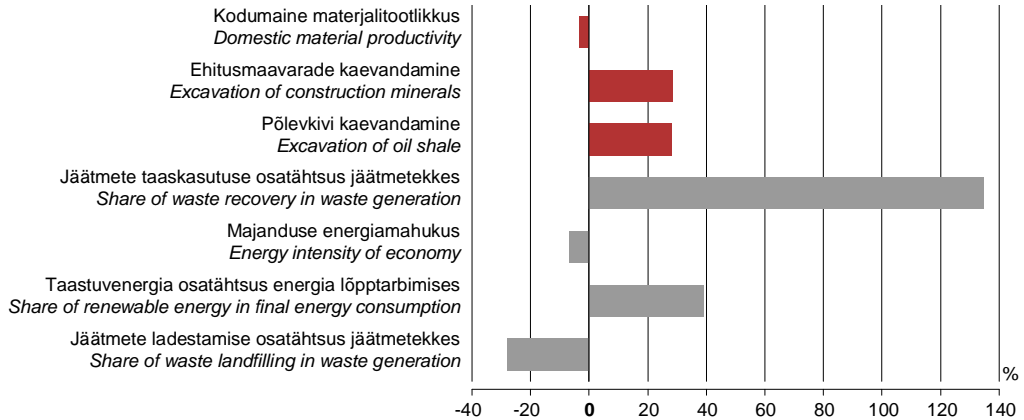 Kodumaine materjalitootlikkus
Domestic material productivity
Ehitusmaavarade kaevandamine
Excavation of construction minerals
Põlevkivi kaevandamine
Excavation of oil shale
Jäätmete taaskasutuse osatähtsus jäätmetekkes
Share of waste recovery in waste generation
Majanduse energiamahukus
Energy intensity of economy
Taastuvenergia osatähtsus energia lõpptarbimises
Share of renewable energy in final energy consumption
Jäätmete ladestamise osatähtsus jäätmetekkes
Share of waste landfilling in waste generation
%
-40 -20 0 20 40 60 80 100 120 140